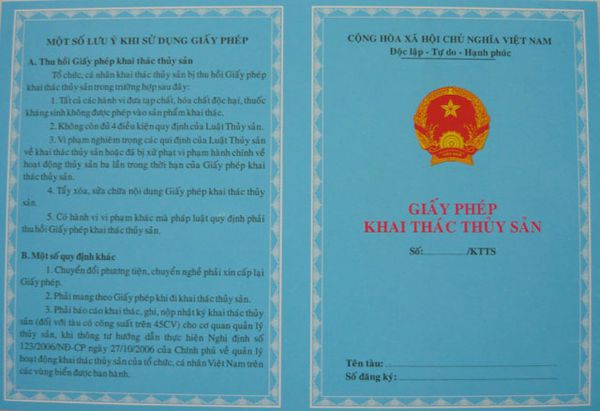 MỘT SỐ LƯU Ý KHI SỬ DỤNG GIẤY PHÉP
A. Thu hồi Giấy phép khai thác thủy sản
Tổ chức, cá nhân khai thác thủy sản bị thu hồi Giấy phép
khai thác thủy sản trong trường hợp sau đây:
1. Tất cả các hành vi đưa tạp chất, hóa chất độc hại, thuốc
kháng sinh không được phép vào sản phẩm khai thác.
2. Không còn đủ 4 điều kiện quy định của Luật Thủy sản.
3. Vi phạm nghiêm trọng các qui định của Luật Thủy sản
về khai thác thủy sản hoặc đã bị xử phạt vi phạm hành chính về
hoạt động thủy sản ba lần trong thời hạn của Giấy phép khai
thác thủy sản.
4. Tẩy xóa, sửa chữa nội dung Giấy phép khai thác thủy
sản.
5. Có hành vi vi phạm khác mà pháp luật quy định phải
thu hồi Giấy phép khai thác thủy sản.
B. Một số quy định khác
1. Chuyển đổi phương tiện, chuyển nghề phải xin cấp lại
Giấy phép.
2. Phải mang theo Giấy phép khi đi khai thác thủy sản.
3. Phải báo cáo khai thác, ghi, nộp nhật ký khai thác thủy
sản (đối với tàu có công suất trên 45CV) cho cơ quan quản lý
thủy sản, khi thông tư hướng dẫn thực hiện Nghị định số
123/2006/NĐ-CP ngày 27/10/2006 của Chính phủ về quản lý
hoạt động khai thác thủy sản của tổ chức, cá nhân Việt Nam trên
các vùng biển được ban hành.
CỘNG HÒA XÃ HỘI CHỦ NGHĨA VIỆT NAM
Độc lập - Tự do - Hạnh phúc
GIẤY PHÉP
KHAI THÁC THỦY SẢN
Số:............../KTTS
Tên tàu:
Số đăng ký: